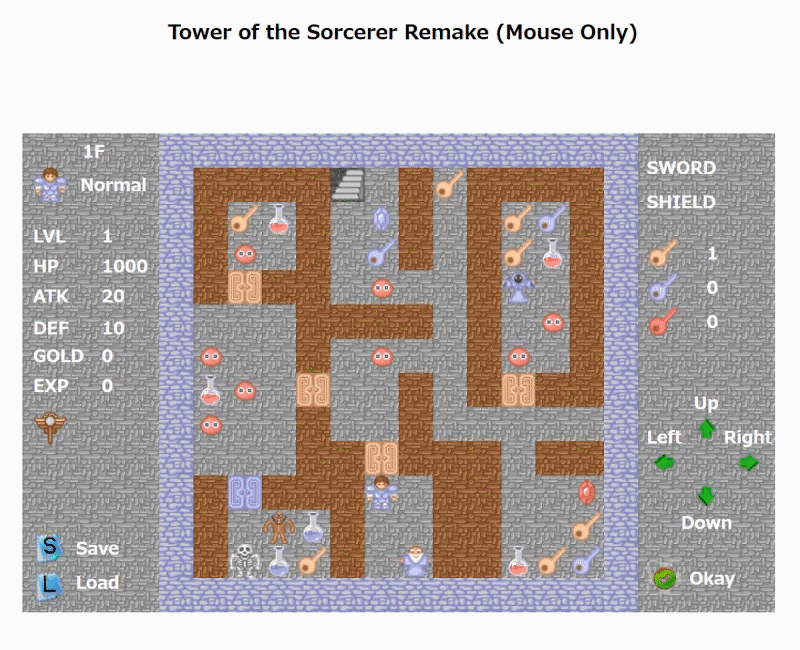 Tower of the Sorcerer Remake (Mouse Only)
1F
Normal
LVL 1
HP 1000
ATK 20
DEF 10
GOLD 0
EXP 0
S Save
L Load
SWORD
SHIELD
1
0
0
Up
Left Right
Down
Okay